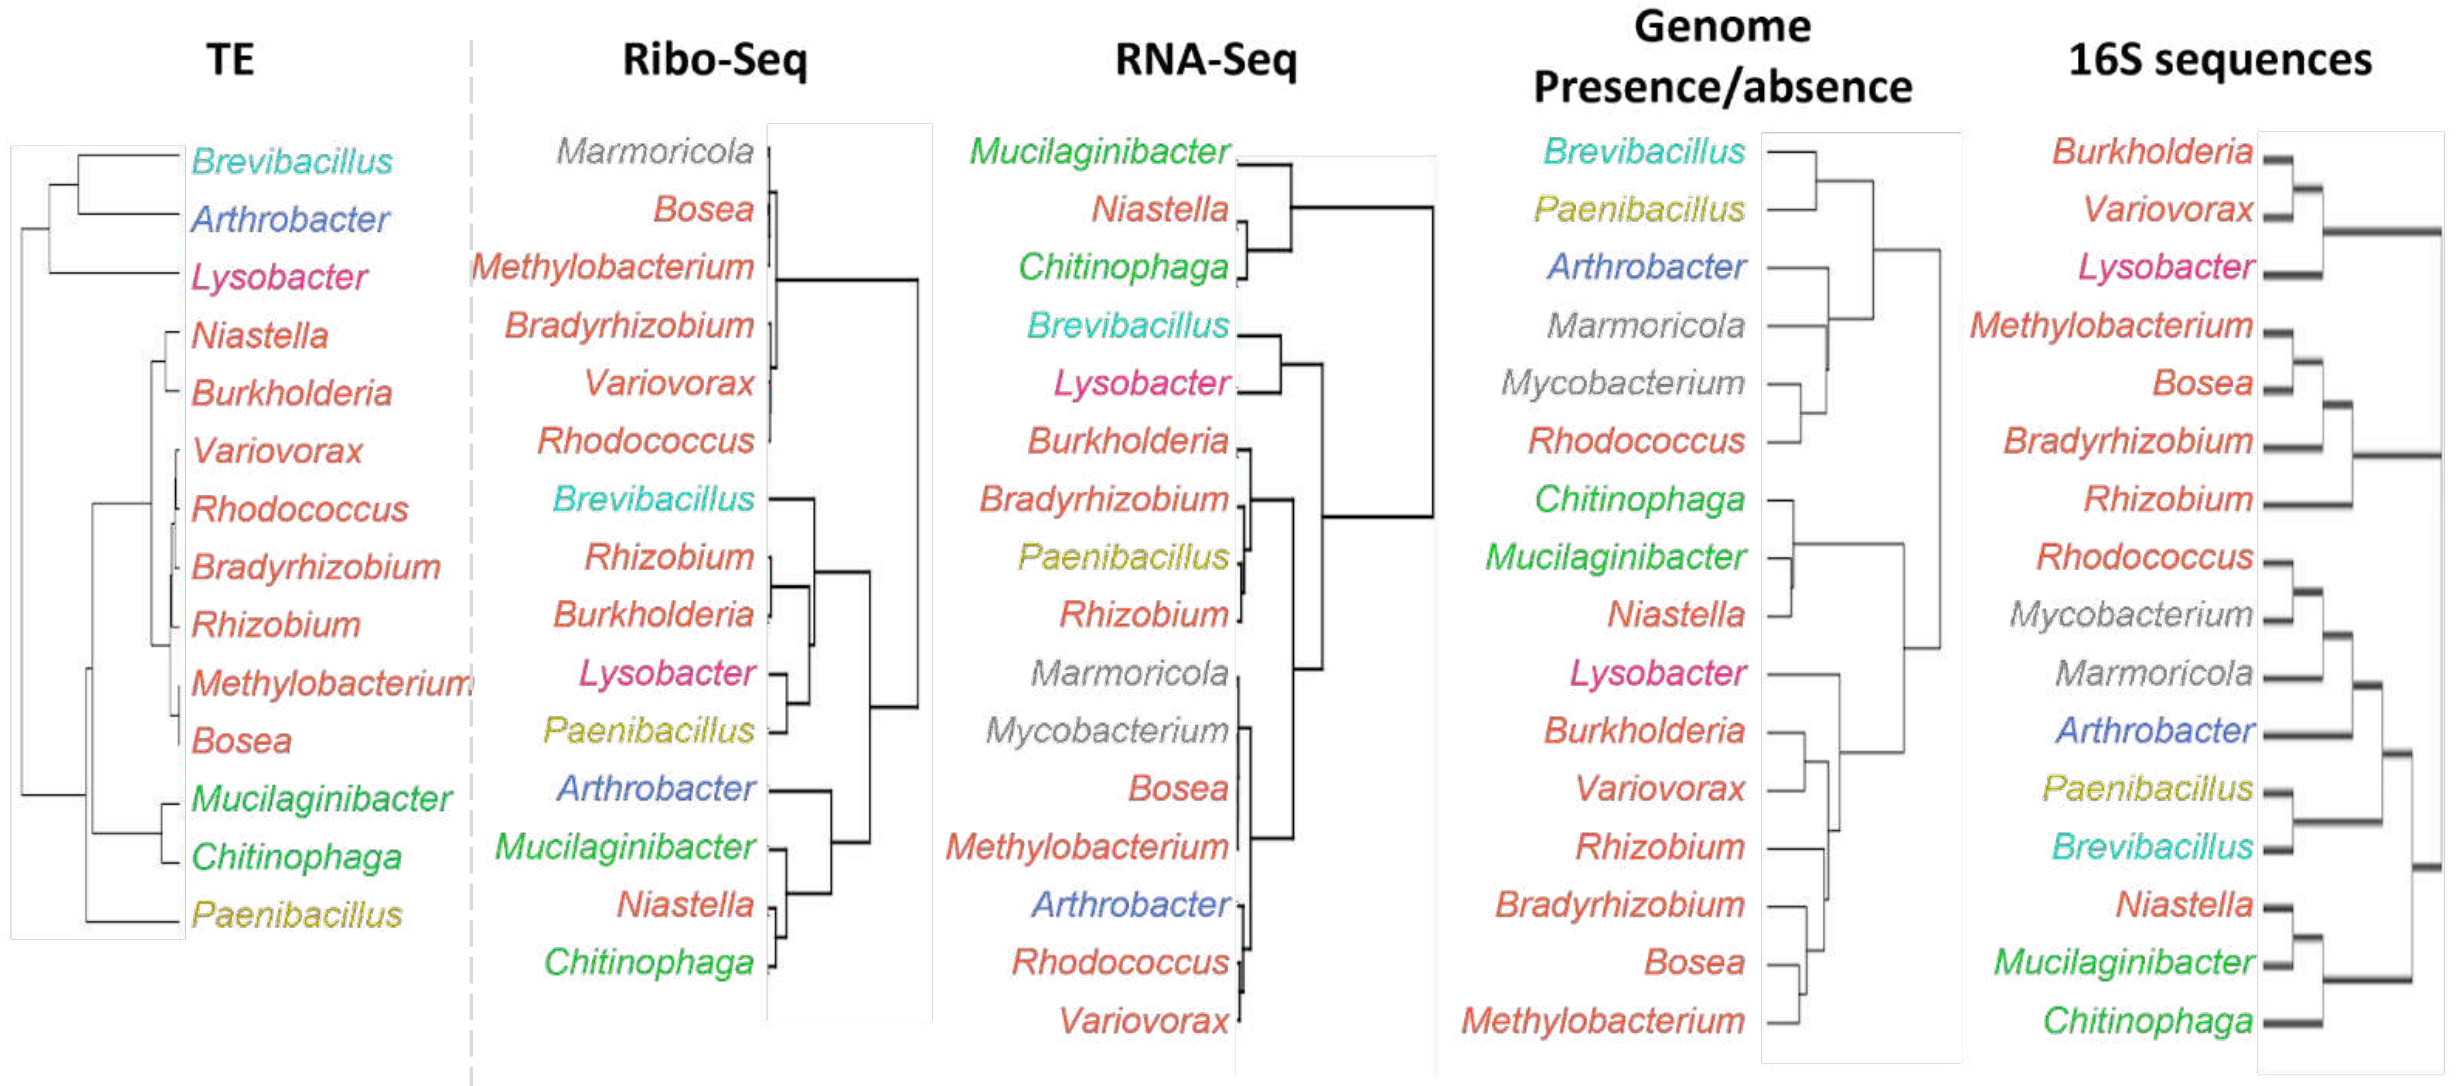 TE
Brevibacillus
Arthrobacter
Lysobacter
Niastella
Burkholderia
Variovorax
Rhodococcus
Bradyrhizobium
Rhizobium
Methylobacterium
Bosea
Mucilaginibacter
Chitinophaga
Paenibacillus
Ribo-Seq
Marmoricola
Bosea
Methylobacterium
Bradyrhizobium
Variovorax
Rhodococcus
Brevibacillus
Rhizobium
Burkholderia
Lysobacter
Paenibacillus
Arthrobacter
Mucilaginibacter
Niastella
Chitinophaga
RNA-Seq
Mucilaginibacter
Niastella
Chitinophaga
Brevibacillus
Lysobacter
Burkholderia
Bradyrhizobium
Paenibacillus
Rhizobium
Marmoricola
Mycobacterium
Bosea
Methylobacterium
Arthrobacter
Rhodococcus
Variovorax
Genome
Presence/absence
Brevibacillus
Paenibacillus
Arthrobacter
Marmoricola
Mycobacterium
Rhodococcus
Chitinophaga
Mucilaginibacter
Niastella
Lysobacter
Burkholderia
Variovorax
Rhizobium
Bradyrhizobium
Bosea
Methylobacterium
16S sequences
Burkholderia
Variovorax
Lysobacter
Methylobacterium
Bosea
Bradyrhizobium
Rhizobium
Rhodococcus
Mycobacterium
Marmoricola
Arthrobacter
Paenibacillus
Brevibacillus
Niastella
Mucilaginibacter
Chitinophaga